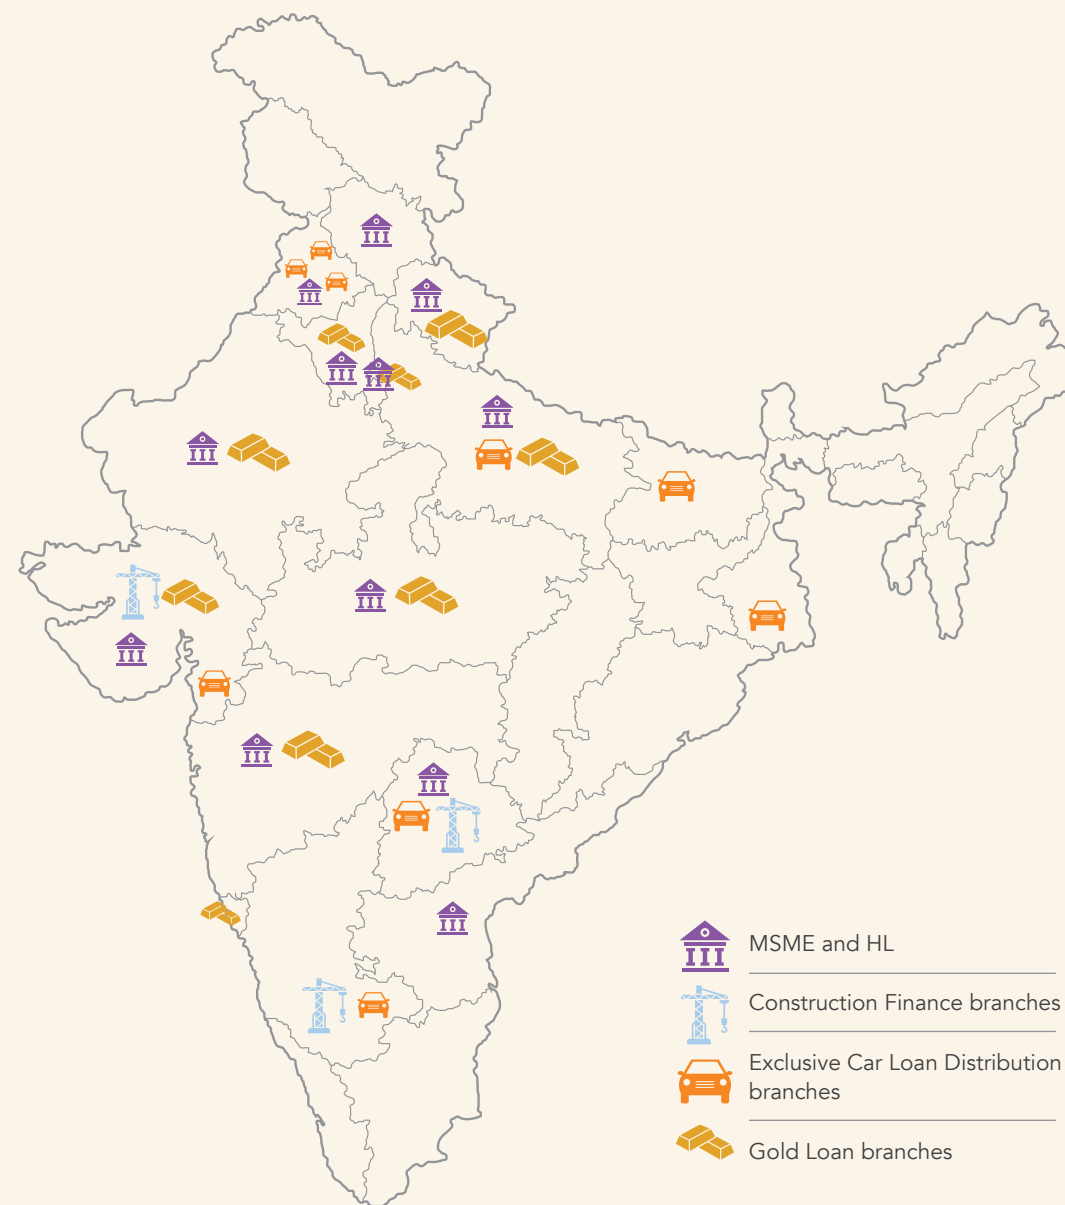 MSME and HL
Construction Finance branches
Exclusive Car Loan Distribution
branches
Gold Loan branches